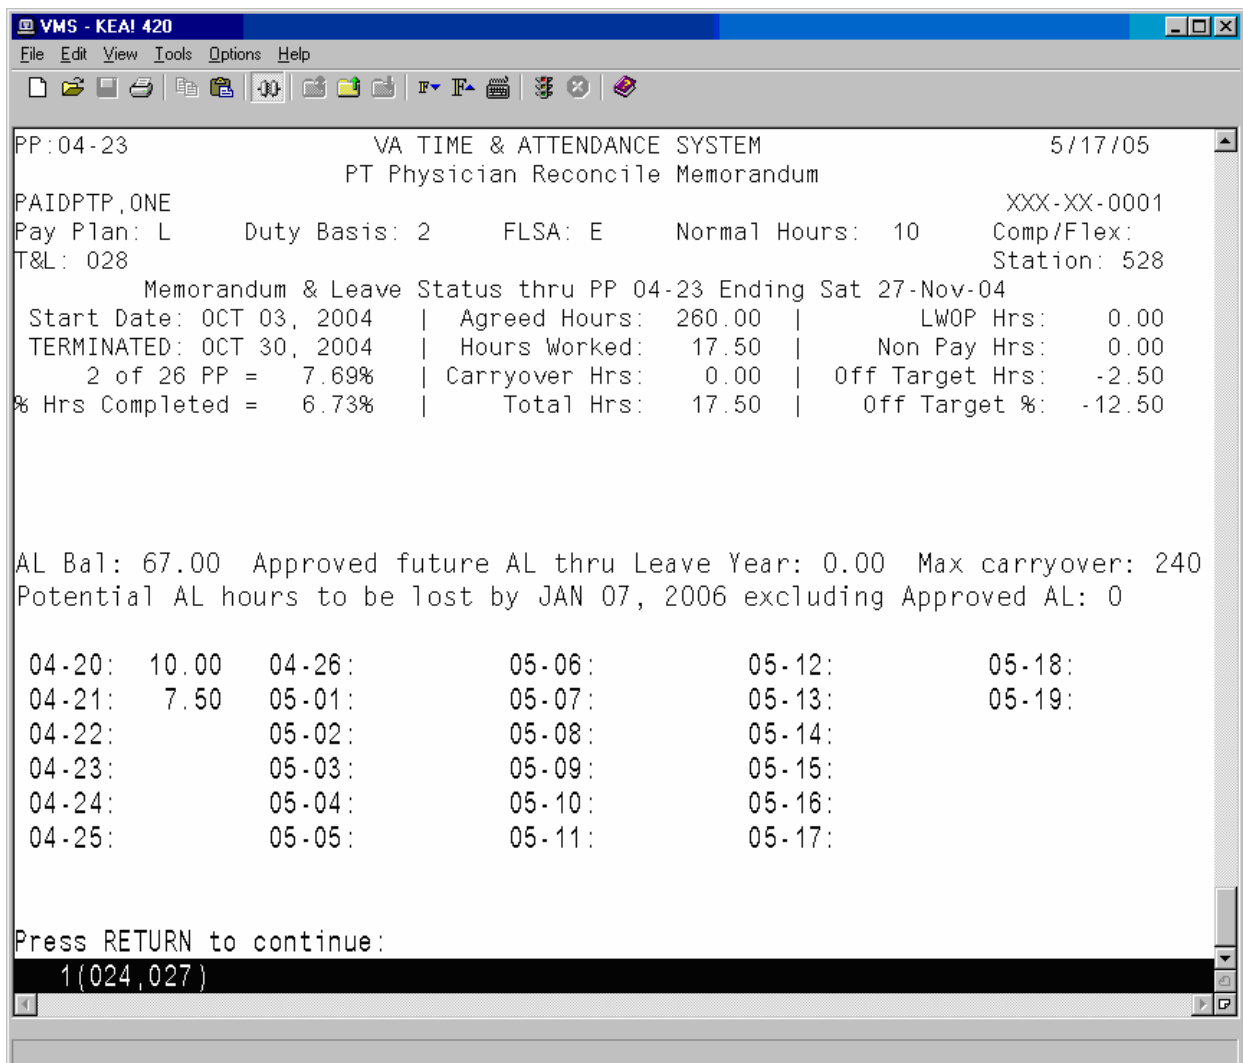 VMS - KEA! 420
File Edit View Tools Options Help
PP:04-23 VA TIME & ATTENDANCE SYSTEM 5/17/05
PT Physician Reconcile Memorandum
PAIDPTP,ONE XXX-XX-0001
Pay Plan: L Duty Basis: 2 FLSA: E Normal Hours: 10 Comp/Flex:
T&L: 028 Station: 528
Memorandum & Leave Status thru PP 04-23 Ending Sat 27-Nov-04
Start Date: OCT 03, 2004 | Agreed Hours: 260.00 | LWOP Hrs: 0.00
TERMINATED: OCT 30, 2004 | Hours Worked: 17.50 | Non Pay Hrs: 0.00
2 of 26 PP = 7.69% | Carryover Hrs: 0.00 | Off Target Hrs: -2.50
% Hrs Completed = 6.73% | Total Hrs: 17.50 | Off Target %: -12.50
AL Bal: 67.00 Approved future AL thru Leave Year: 0.00 Max carryover: 240
Potential AL hours to be lost by JAN 07, 2006 excluding Approved AL: 0
04-20: 10.00 04-26: 05-06: 05-12: 05-18:
04-21: 7.50 05-01: 05-07: 05-13: 05-19:
04-22: 05-02: 05-08: 05-14:
04-23: 05-03: 05-09: 05-15:
04-24: 05-04: 05-10: 05-16:
04-25: 05-05: 05-11: 05-17:
Press RETURN to continue:
1(024,027)